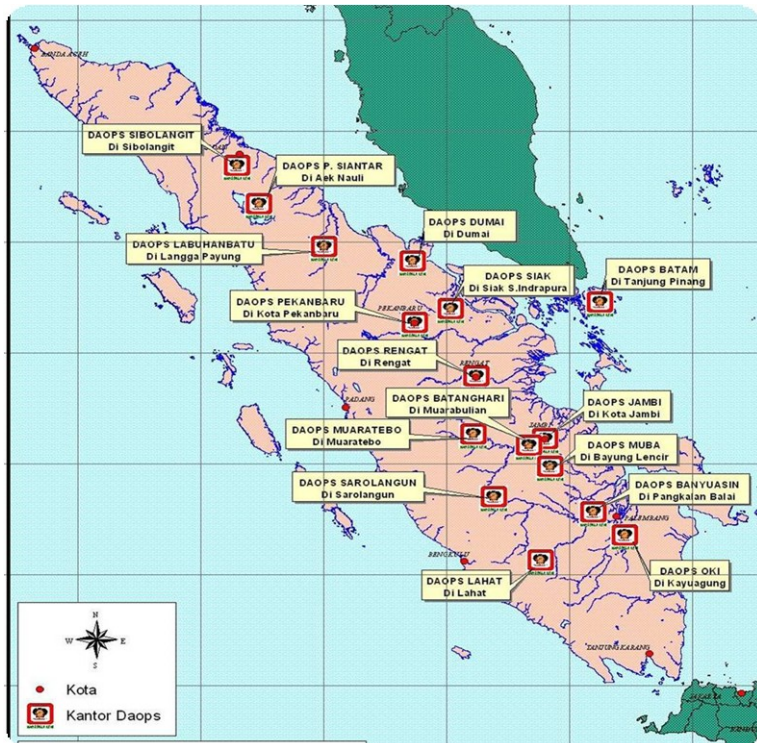 BANDA ACEH
DAOPS SIBOLANGIT
Di Sibolangit
DAOPS P. SIANTAR
Di Aek Nauli
DAOPS DUMAI
Di Dumai
DAOPS LABUHANBATU
Di Langga Payung
DAOPS SIAK
Di Siak S.Indrapura
DAOPS BATAM
Di Tanjung Pinang
DAOPS PEKANBARU
Di Kota Pekanbaru
PEKANBARU
DAOPS RENGAT
Di Rengat
RENGAT
DAOPS BATANGHARI
Di Muarabulian
DAOPS JAMBI
Di Kota Jambi
PADANG
JAMBI
DAOPS MUARATEBO
Di Muaratebo
DAOPS MUBA
Di Bayung Lencir
DAOPS SAROLANGUN
Di Sarolangun
DAOPS BANYUASIN
Di Pangkalan Balai
PALEMBANG
BENGKULU
DAOPS LAHAT
Di Lahat
DAOPS OKI
Di Kayuagung
TANJUNG KARANG
JAKARTA
N
W E
S
Kota
Kantor Daops